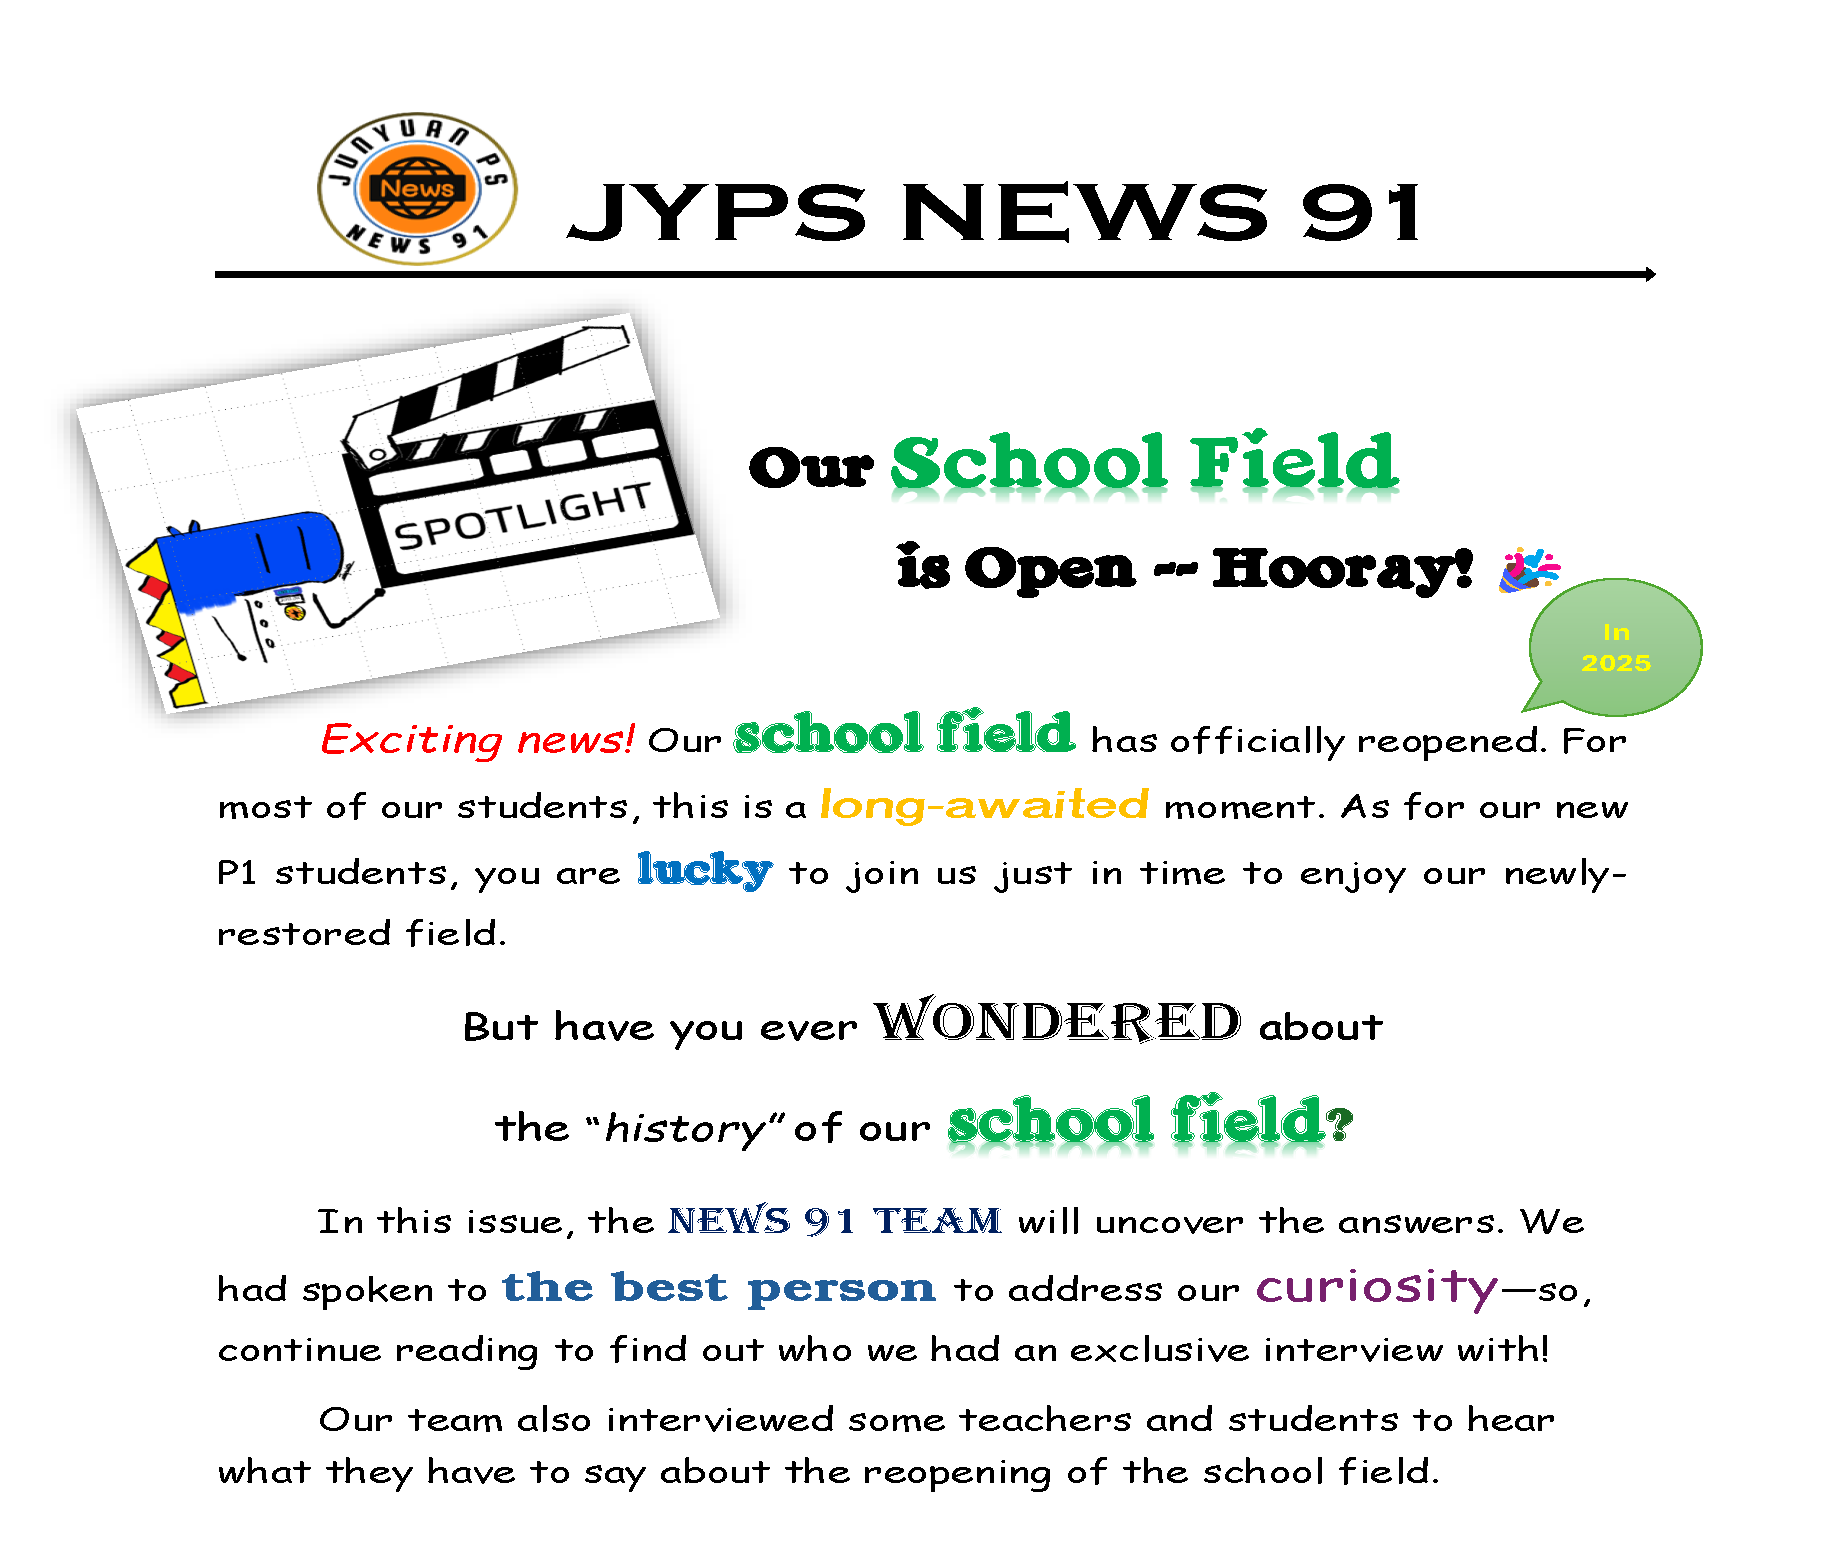 JUNYUAN PS
News
NEWS 91
JYPS NEWS 91
SPOTLIGHT
Our School Field
is Open -- Hooray! 🎉
In
2025
Exciting news! Our school field has officially reopened. For
most of our students, this is a long-awaited moment. As for our new
P1 students, you are lucky to join us just in time to enjoy our newly-
restored field.
But have you ever WONDERED about
the “history” of our school field?
In this issue, the NEWS 91 TEAM will uncover the answers. We
had spoken to the best person to address our curiosity—so,
continue reading to find out who we had an exclusive interview with!
Our team also interviewed some teachers and students to hear
what they have to say about the reopening of the school field.